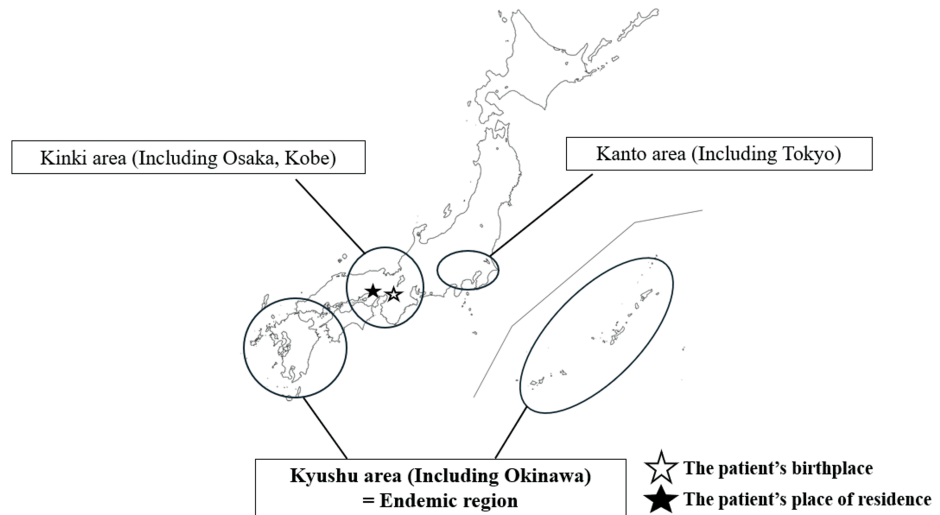 Kinki area (Including Osaka, Kobe)
Kanto area (Including Tokyo)
Kyushu area (Including Okinawa)
= Endemic region
The patient's birthplace
The patient's place of residence